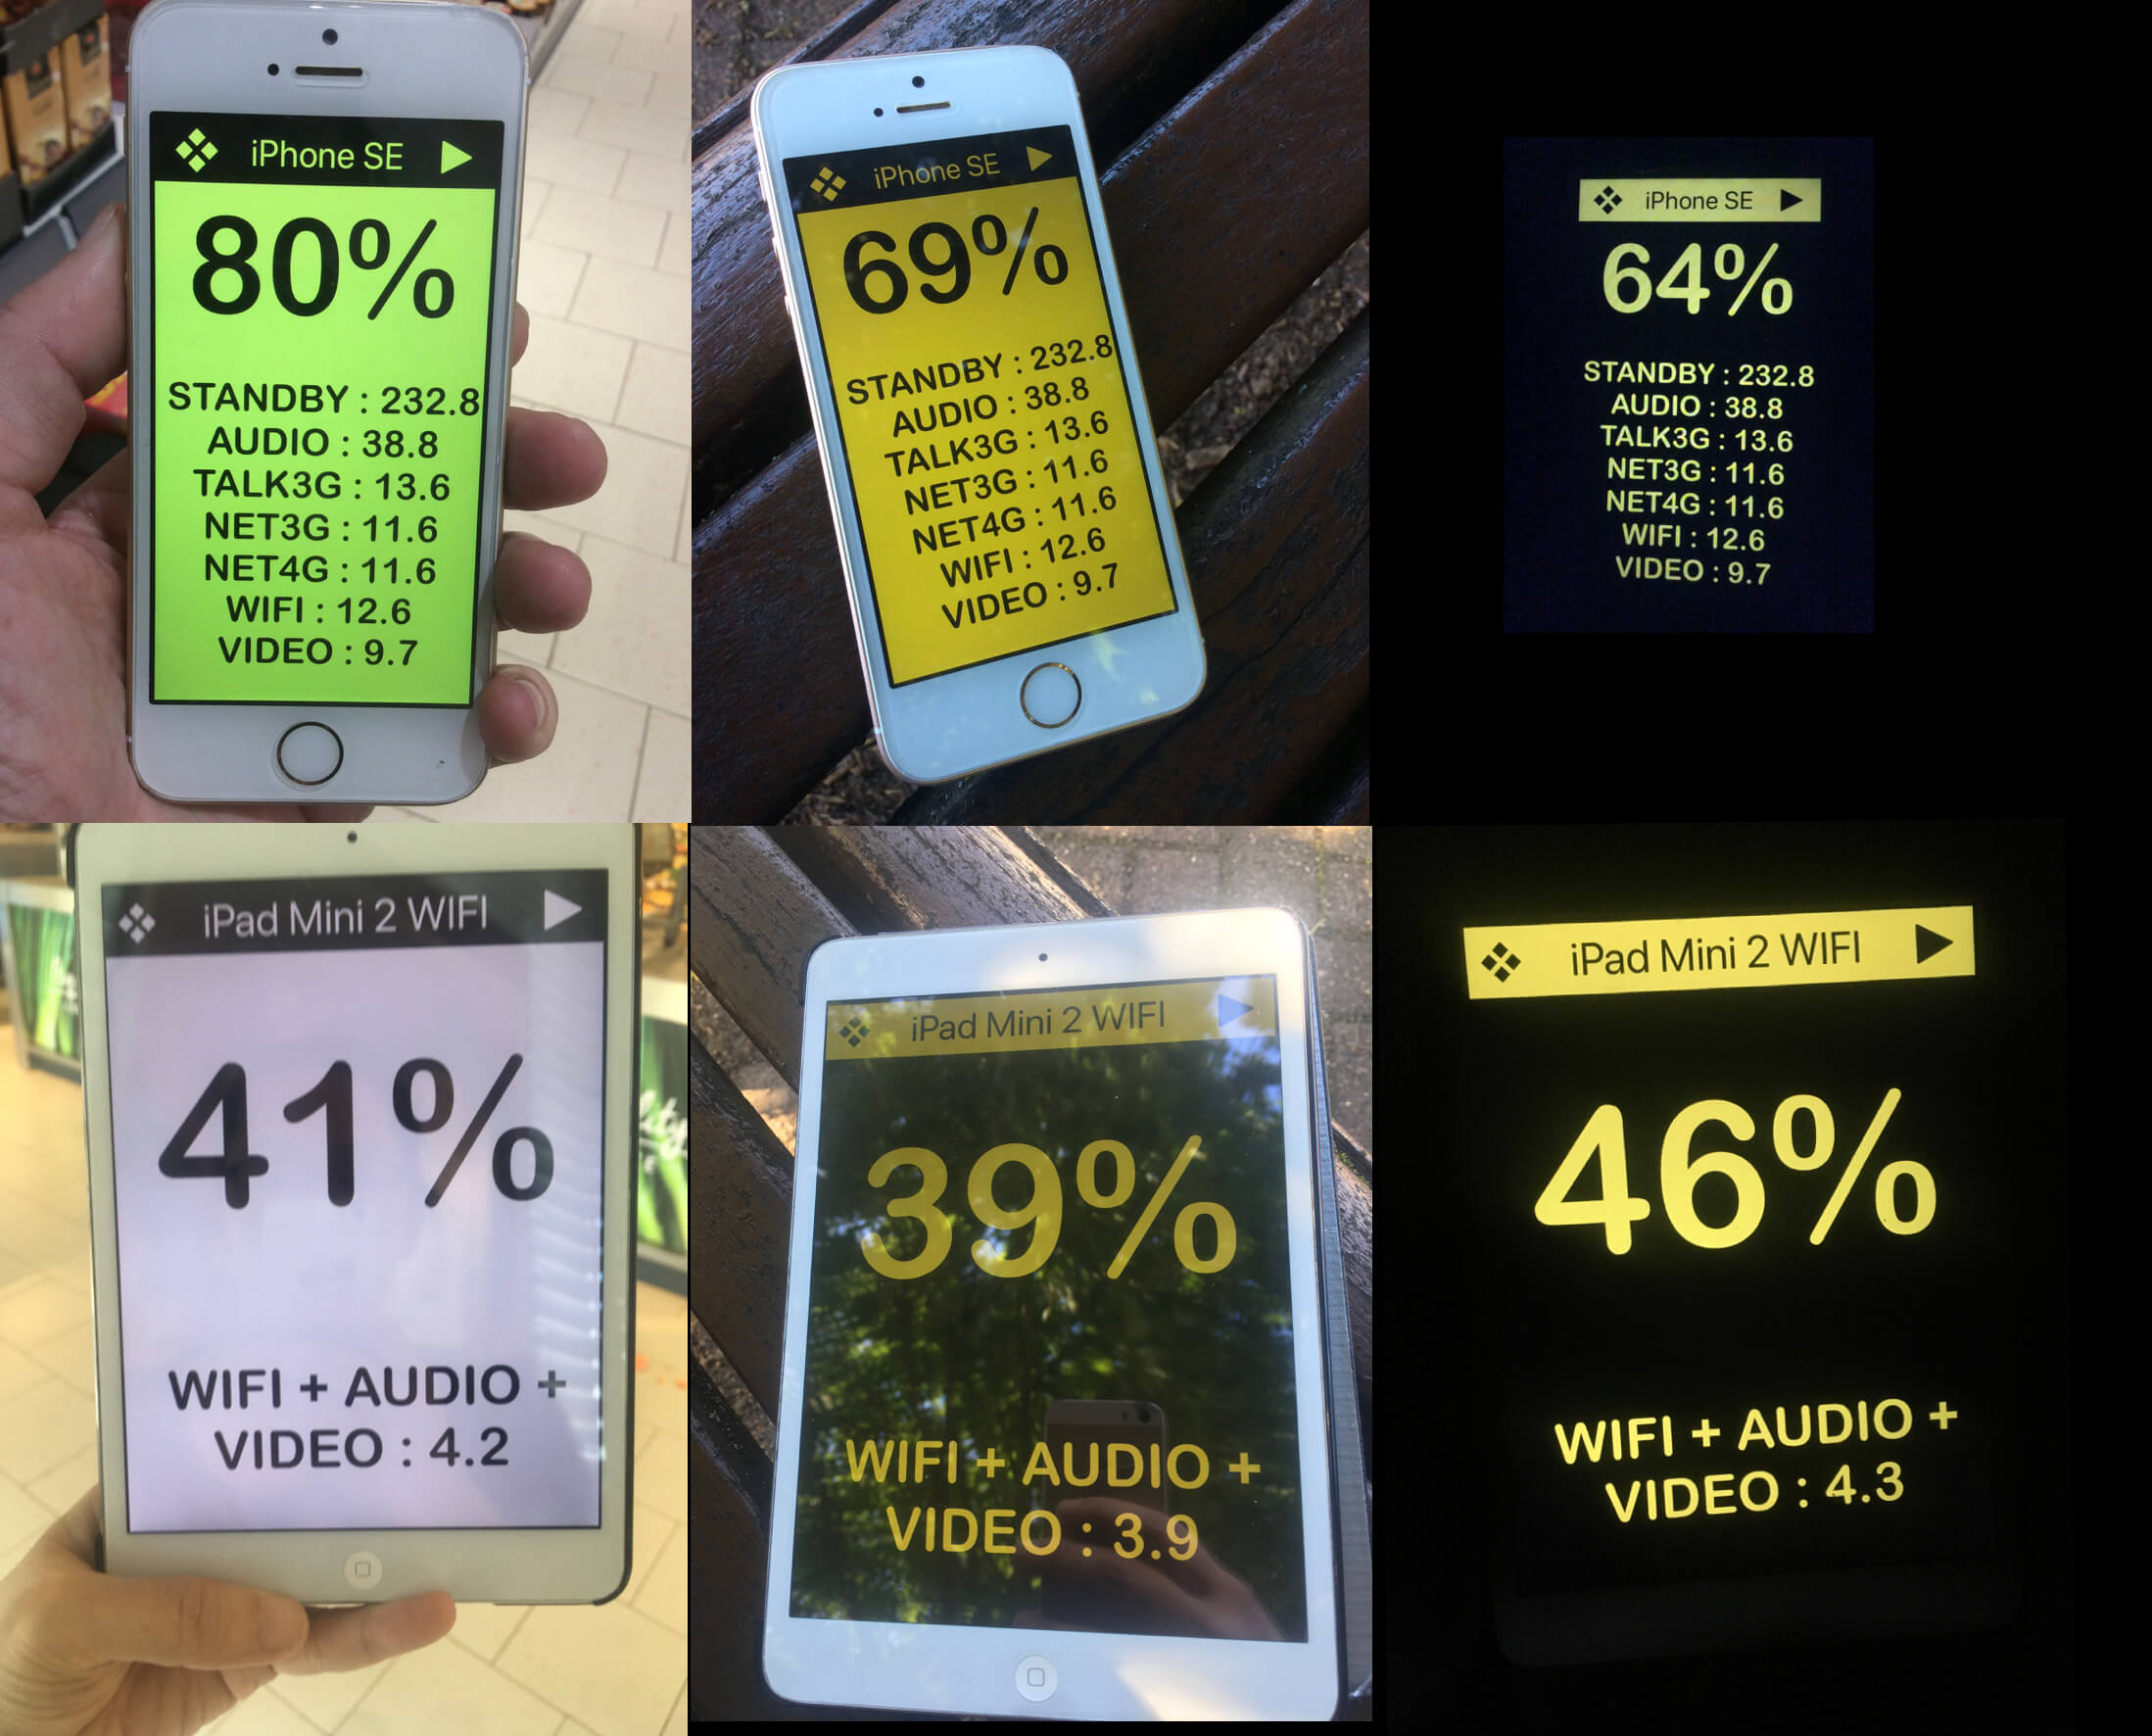 iPhone SE
80%
STANDBY : 232.8
AUDIO : 38.8
TALK3G : 13.6
NET3G : 11.6
NET4G : 11.6
WIFI : 12.6
VIDEO : 9.7
iPhone SE
69%
STANDBY : 232.8
AUDIO : 38.8
TALK3G : 13.6
NET3G : 11.6
NET4G : 11.6
WIFI : 12.6
VIDEO : 9.7
iPhone SE
64%
STANDBY : 232.8
AUDIO : 38.8
TALK3G : 13.6
NET3G : 11.6
NET4G : 11.6
WIFI : 12.6
VIDEO : 9.7
iPad Mini 2 WIFI
41%
WIFI + AUDIO +
VIDEO : 4.2
iPad Mini 2 WIFI
39%
WIFI + AUDIO +
VIDEO : 3.9
iPad Mini 2 WIFI
46%
WIFI + AUDIO +
VIDEO : 4.3